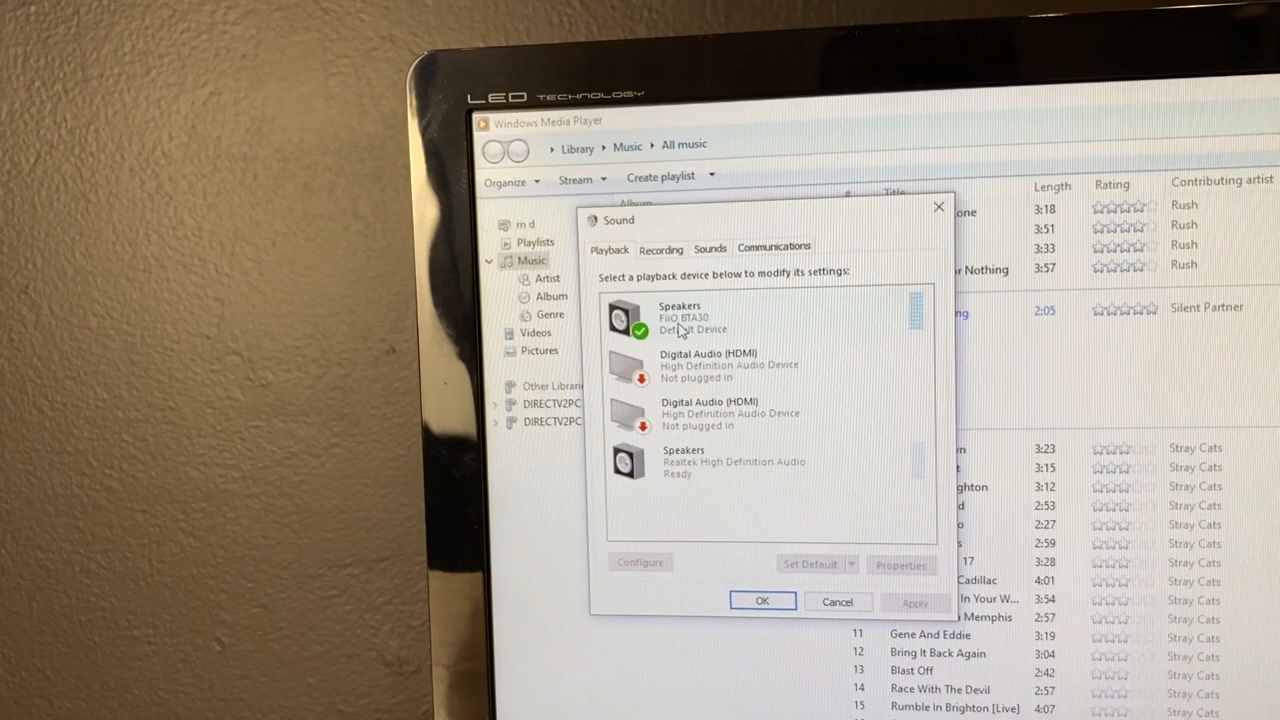 LED TECHNOLOGY
Windows Media Player
Library Music All music
Organize Stream Create playlist
Album
Title
Length
Rating
Contributing artist
m d
Playlists
Music
Artist
Album
Genre
Videos
Pictures
DIRECTV2PC
DIRECTV2PC
Sound
Playback Recording Sounds Communications
Select a playback device below to modify its settings:
Speakers
FiiO BTA30
Default Device
Digital Audio (HDMI)
High Definition Audio Device
Not plugged in
Digital Audio (HDMI)
High Definition Audio Device
Not plugged in
Speakers
Realtek High Definition Audio
Ready
Configure Set Default Properties
OK Cancel Apply
one 3:18 Rush
3:51 Rush
3:33 Rush
or Nothing 3:57 Rush
ng 2:05 Silent Partner
3:23 Stray Cats
3:15 Stray Cats
ghton 3:12 Stray Cats
d 2:53 Stray Cats
o 2:27 Stray Cats
s 2:59 Stray Cats
17 3:28 Stray Cats
Cadillac 4:01 Stray Cats
In Your W... 3:54 Stray Cats
Memphis 2:57 Stray Cats
11 Gene And Eddie 3:19 Stray Cats
12 Bring It Back Again 3:04 Stray Cats
13 Blast Off 2:42 Stray Cats
14 Race With The Devil 2:57 Stray Cats
15 Rumble In Brighton [Live] 4:07 Stray Cats